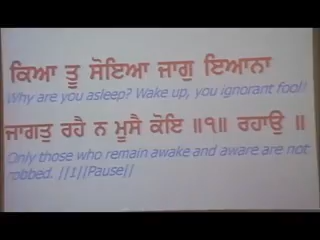 ਕਿਆ ਤੂ ਸੋਇਆ ਜਾਗੁ ਇਆਨਾ
Why are you asleep? Wake up, you ignorant fool!
ਜਾਗਤੁ ਰਹੈ ਨ ਮੂਸੈ ਕੋਇ ॥੧॥ ਰਹਾਉ ॥
Only those who remain awake and aware are not
robbed. ||1||Pause||